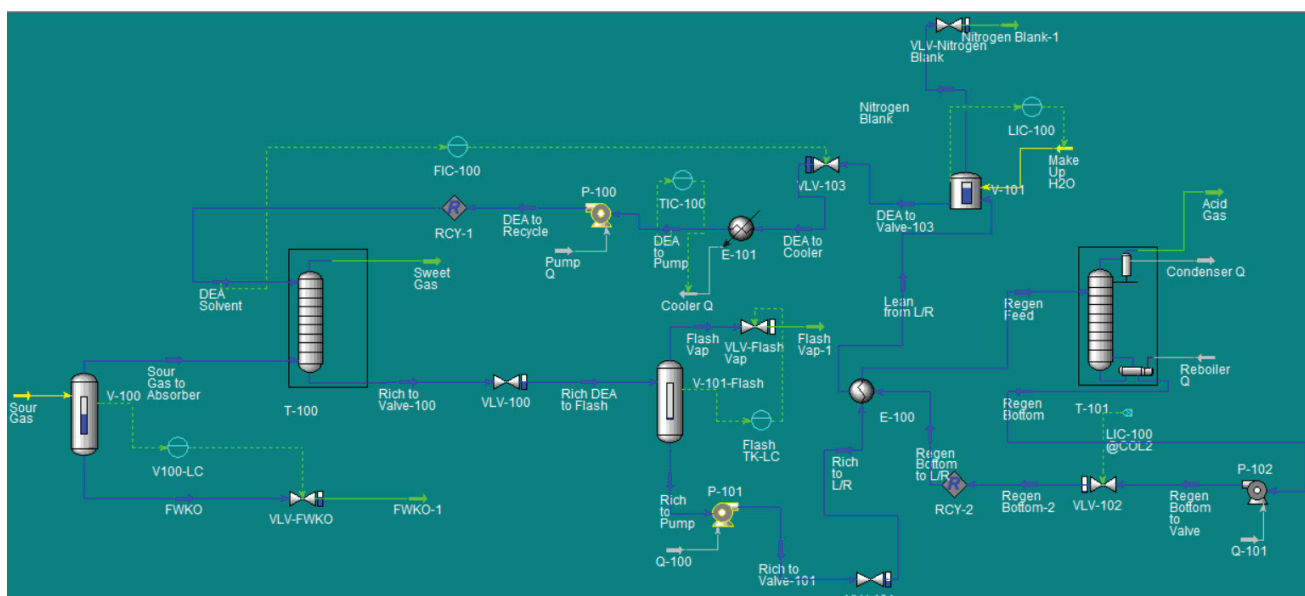 Nitrogen Blank-1
VLV-Nitrogen
Blank
Nitrogen
Blank
LIC-100
Make
Up
H2O
V-101
FIC-100
VLV-103
TIC-100
P-100
R
RCY-1
DEA to
Recycle
Pump
Q
DEA
to
Pump
E-101
DEA to
Cooler
DEA to
Valve-103
Cooler Q
Acid
Gas
Condenser Q
DEA
Solvent
Sweet
Gas
Lean
from L/R
Regen
Feed
Flash
Vap
VLV-Flash
Vap
Flash
Vap-1
Sour
Gas
V-100
Sour
Gas to
Absorber
T-100
Rich to
Valve-100
VLV-100
Rich DEA
to Flash
V-101-Flash
E-100
Reboiler
Q
Regen
Bottom
T-101
LIC-100
@COL2
V100-LC
Flash
TK-LC
Rich
to
L/R
Regen
Bottom
to L/R
R
RCY-2
Regen
Bottom-2
VLV-102
Regen
Bottom
to
Valve
P-102
Q-101
FWKO
VLV-FWKO
FWKO-1
Rich
to
Pump
P-101
Q-100
Rich to
Valve-101